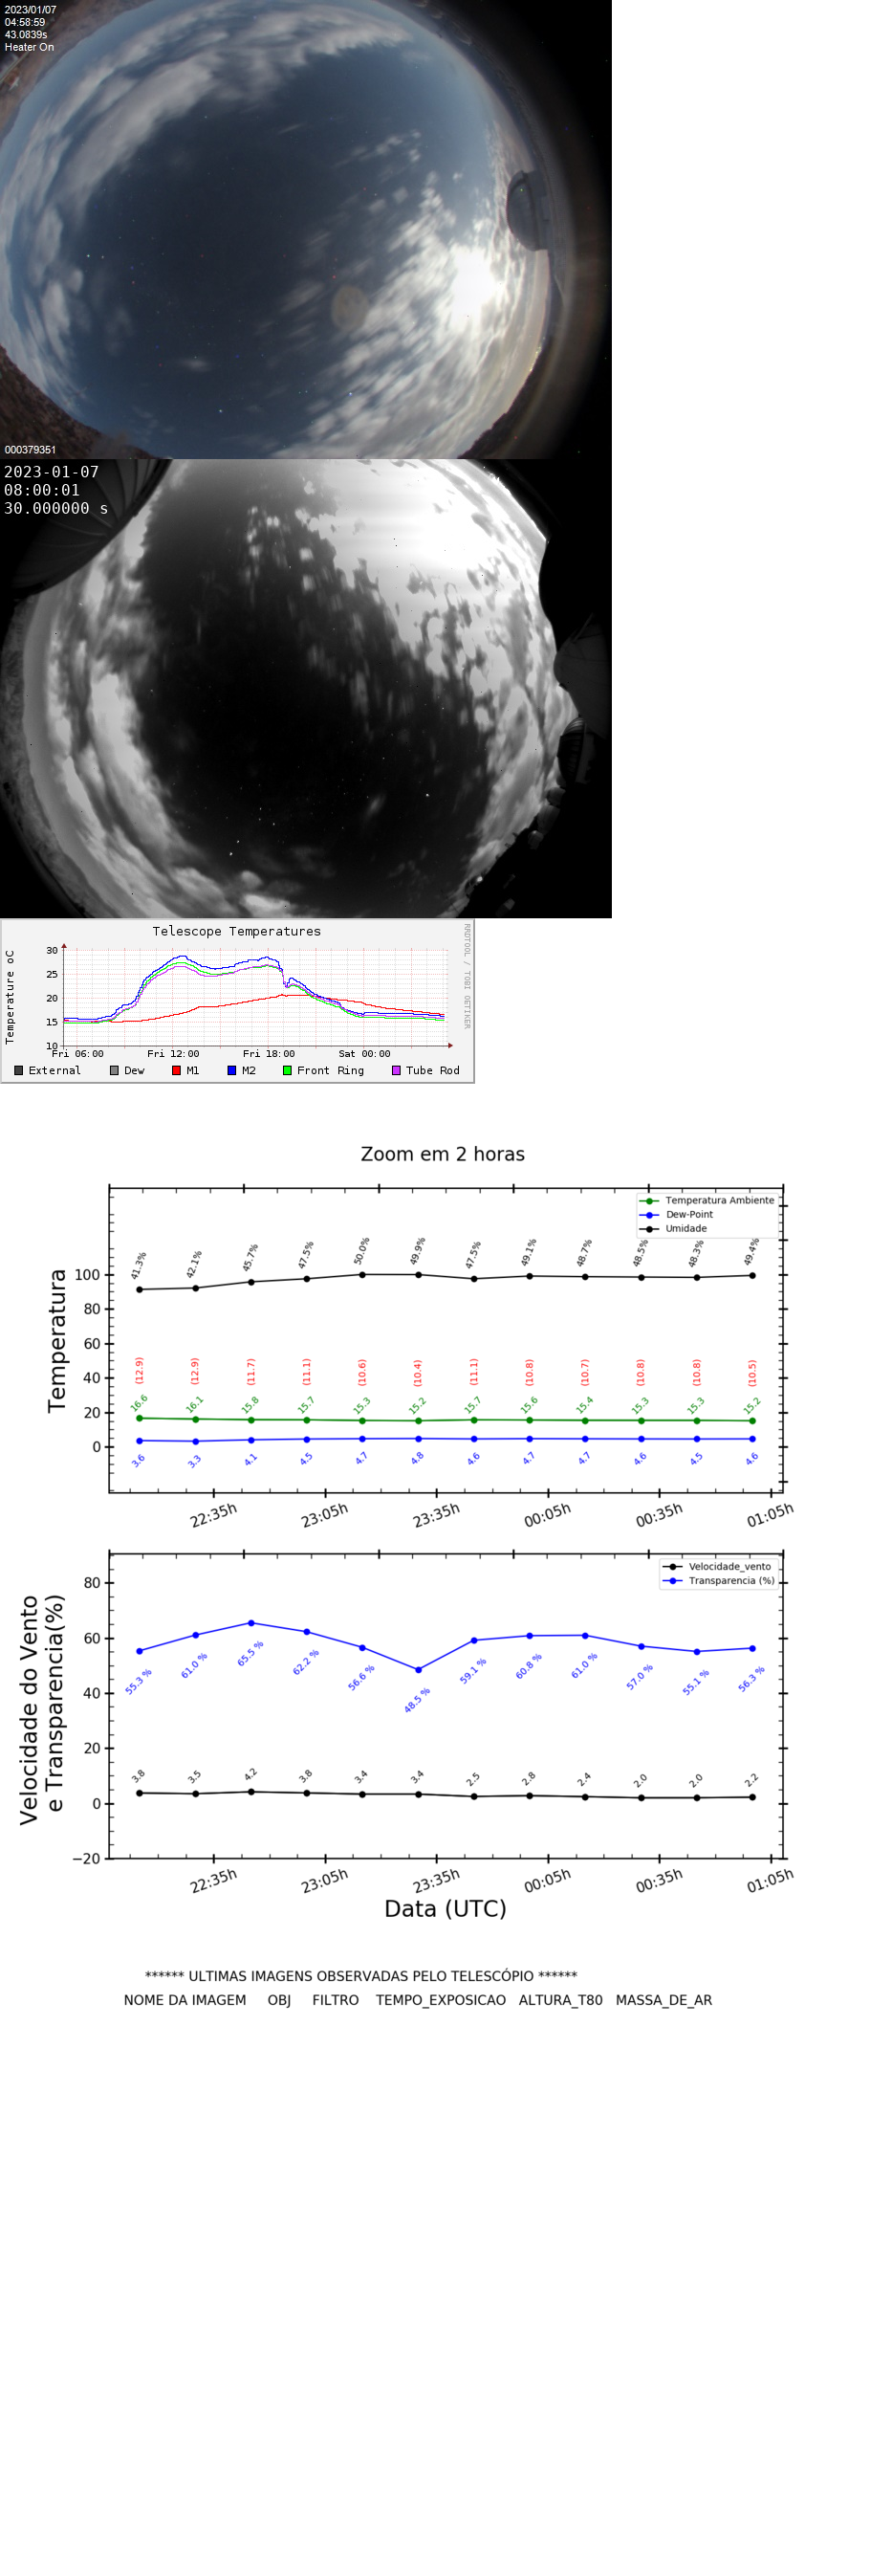 2023/01/07
04:58:59
43.0839s
Heater On
000379351
2023-01-07
08:00:01
30.000000 s
Telescope Temperatures
RRDTOOL / TOBI OETIKER
Temperature oC
30
25
20
15
10
Fri 06:00 Fri 12:00 Fri 18:00 Sat 00:00
External Dew M1 M2 Front Ring Tube Rod
Zoom em 2 horas
Temperatura Ambiente
Dew-Point
Umidade
Temperatura
100
80
60
40
20
0
41.3% 42.1% 45.7% 47.5% 50.0% 49.9% 47.5% 49.1% 48.7% 48.5% 48.3% 49.4%
(12.9) (12.9) (11.7) (11.1) (10.6) (10.4) (11.1) (10.8) (10.7) (10.8) (10.8) (10.5)
16.6 16.1 15.8 15.7 15.3 15.2 15.7 15.6 15.4 15.3 15.3 15.2
3.6 3.3 4.1 4.5 4.7 4.8 4.6 4.7 4.7 4.6 4.5 4.6
22:35h 23:05h 23:35h 00:05h 00:35h 01:05h
Velocidade_vento
Transparencia (%)
Velocidade do Vento
e Transparencia(%)
80
60
40
20
0
−20
55.3 % 61.0 % 65.5 % 62.2 % 56.6 % 48.5 % 59.1 % 60.8 % 61.0 % 57.0 % 55.1 % 56.3 %
3.8 3.5 4.2 3.8 3.4 3.4 2.5 2.8 2.4 2.0 2.0 2.2
22:35h 23:05h 23:35h 00:05h 00:35h 01:05h
Data (UTC)
****** ULTIMAS IMAGENS OBSERVADAS PELO TELESCÓPIO ******
NOME DA IMAGEM OBJ FILTRO TEMPO_EXPOSICAO ALTURA_T80 MASSA_DE_AR